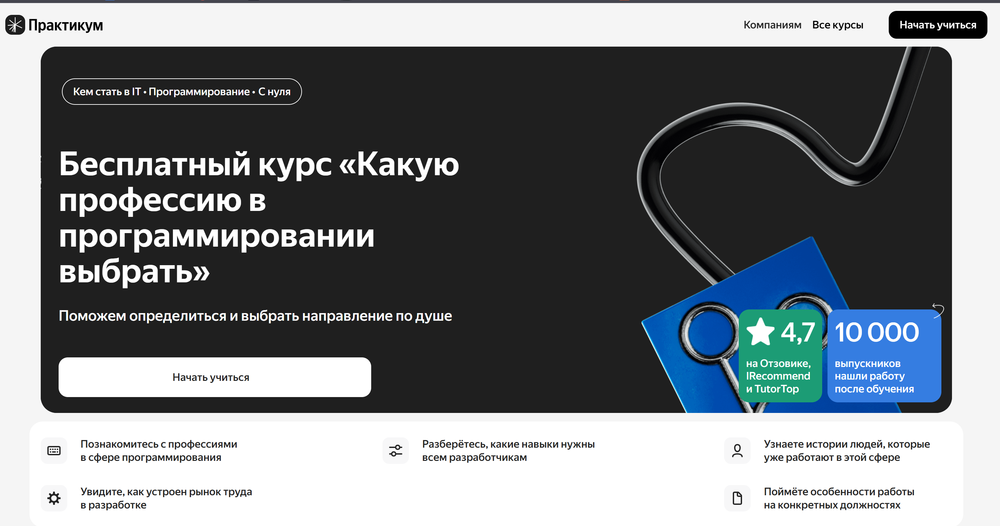 Практикум
Компаниям
Все курсы
Начать учиться
Кем стать в IT • Программирование • С нуля
Бесплатный курс «Какую
профессию в
программировании
выбрать»
Поможем определиться и выбрать направление по душе
Начать учиться
4,7
на Отзовике,
IRecommend
и TutorTop
10 000
выпускников
нашли работу
после обучения
Познакомитесь с профессиями
в сфере программирования
Разберётесь, какие навыки нужны
всем разработчикам
Узнаете истории людей, которые
уже работают в этой сфере
Увидите, как устроен рынок труда
в разработке
Поймёте особенности работы
на конкретных должностях